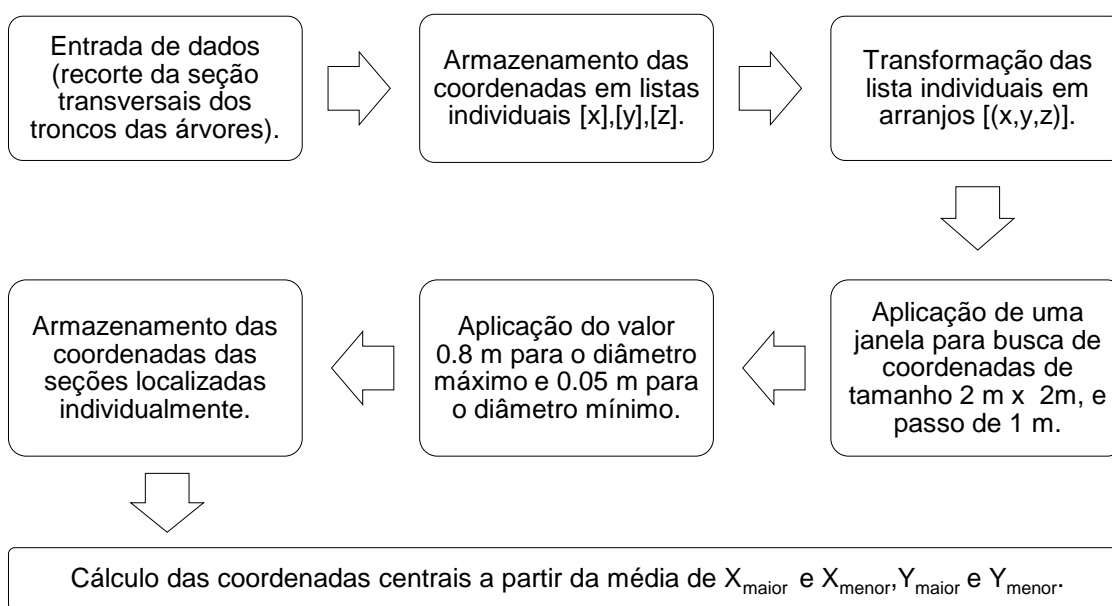 Entrada de dados
(recorte da seção
transversais dos
troncos das árvores).
Armazenamento das
coordenadas em listas
individuais [x],[y],[z].
Transformação das
lista individuais em
arranjos [(x,y,z)].
Aplicação de uma
janela para busca de
coordenadas de
tamanho 2 m x 2m, e
passo de 1 m.
Aplicação do valor
0.8 m para o diâmetro
máximo e 0.05 m para
o diâmetro mínimo.
Armazenamento das
coordenadas das
seções localizadas
individualmente.
Cálculo das coordenadas centrais a partir da média de Xmaior e Xmenor,Ymaior e Ymenor.